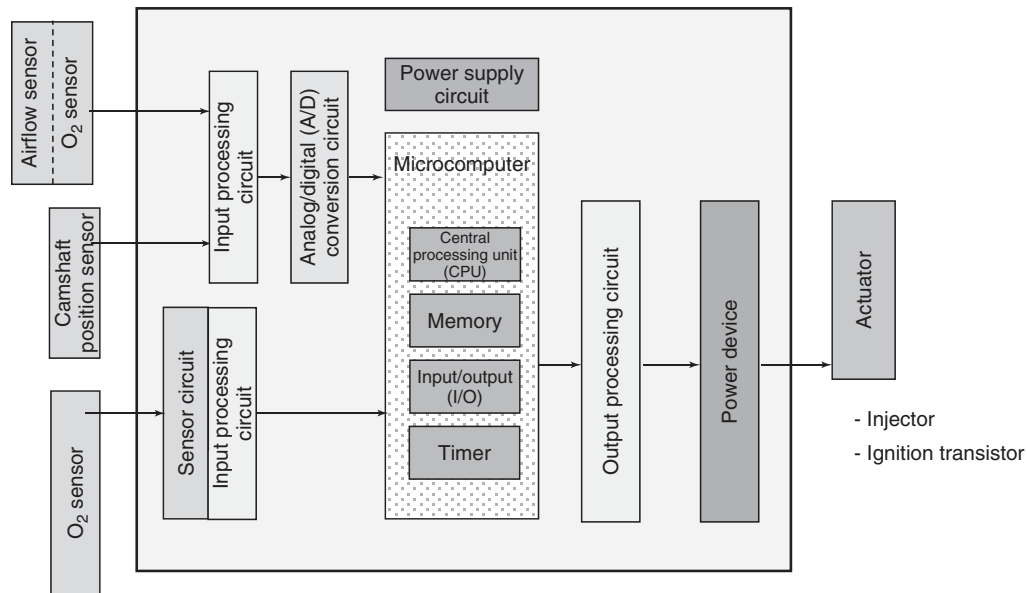 Airflow sensor
O₂ sensor
Camshaft
position sensor
O₂ sensor
Input processing
circuit
Analog/digital (A/D)
conversion circuit
Sensor circuit
Input processing
circuit
Power supply
circuit
Microcomputer
Central
processing unit
(CPU)
Memory
Input/output
(I/O)
Timer
Output processing circuit
Power device
Actuator
- Injector
- Ignition transistor